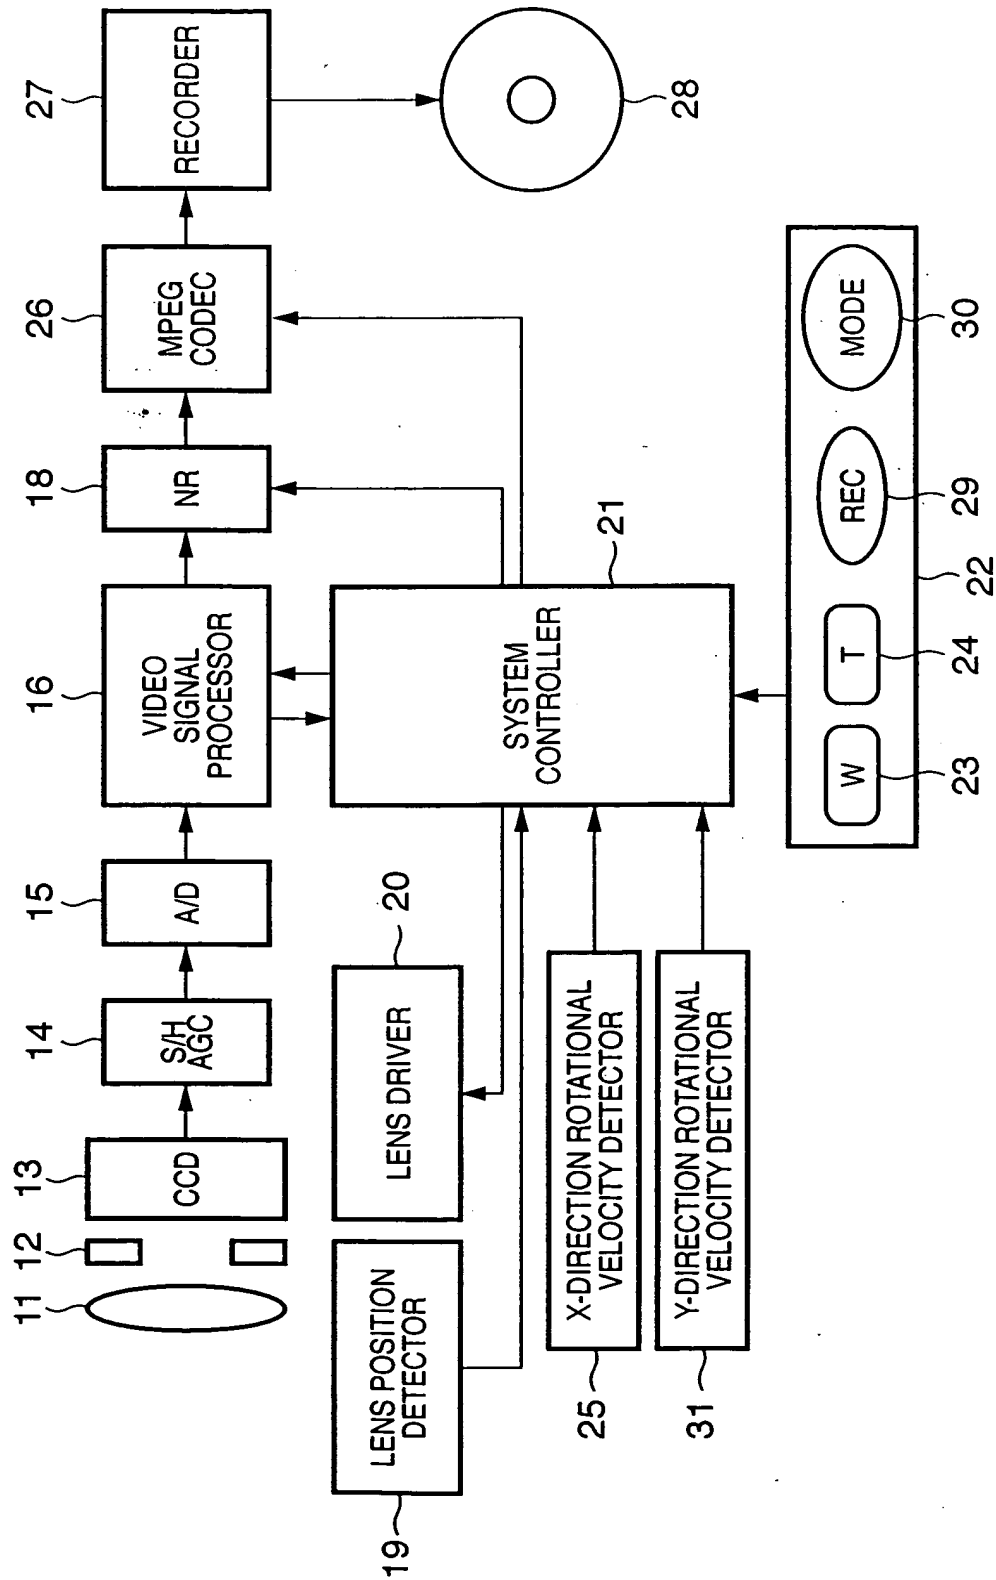 11
12
13
14
15
16
18
26
27
CCD
S/H
AGC
A/D
VIDEO
SIGNAL
PROCESSOR
NR
MPEG
CODEC
RECORDER
28
19
LENS POSITION
DETECTOR
20
LENS DRIVER
21
SYSTEM
CONTROLLER
25
X-DIRECTION ROTATIONAL
VELOCITY DETECTOR
31
Y-DIRECTION ROTATIONAL
VELOCITY DETECTOR
W
T
REC
MODE
23
24
22
29
30